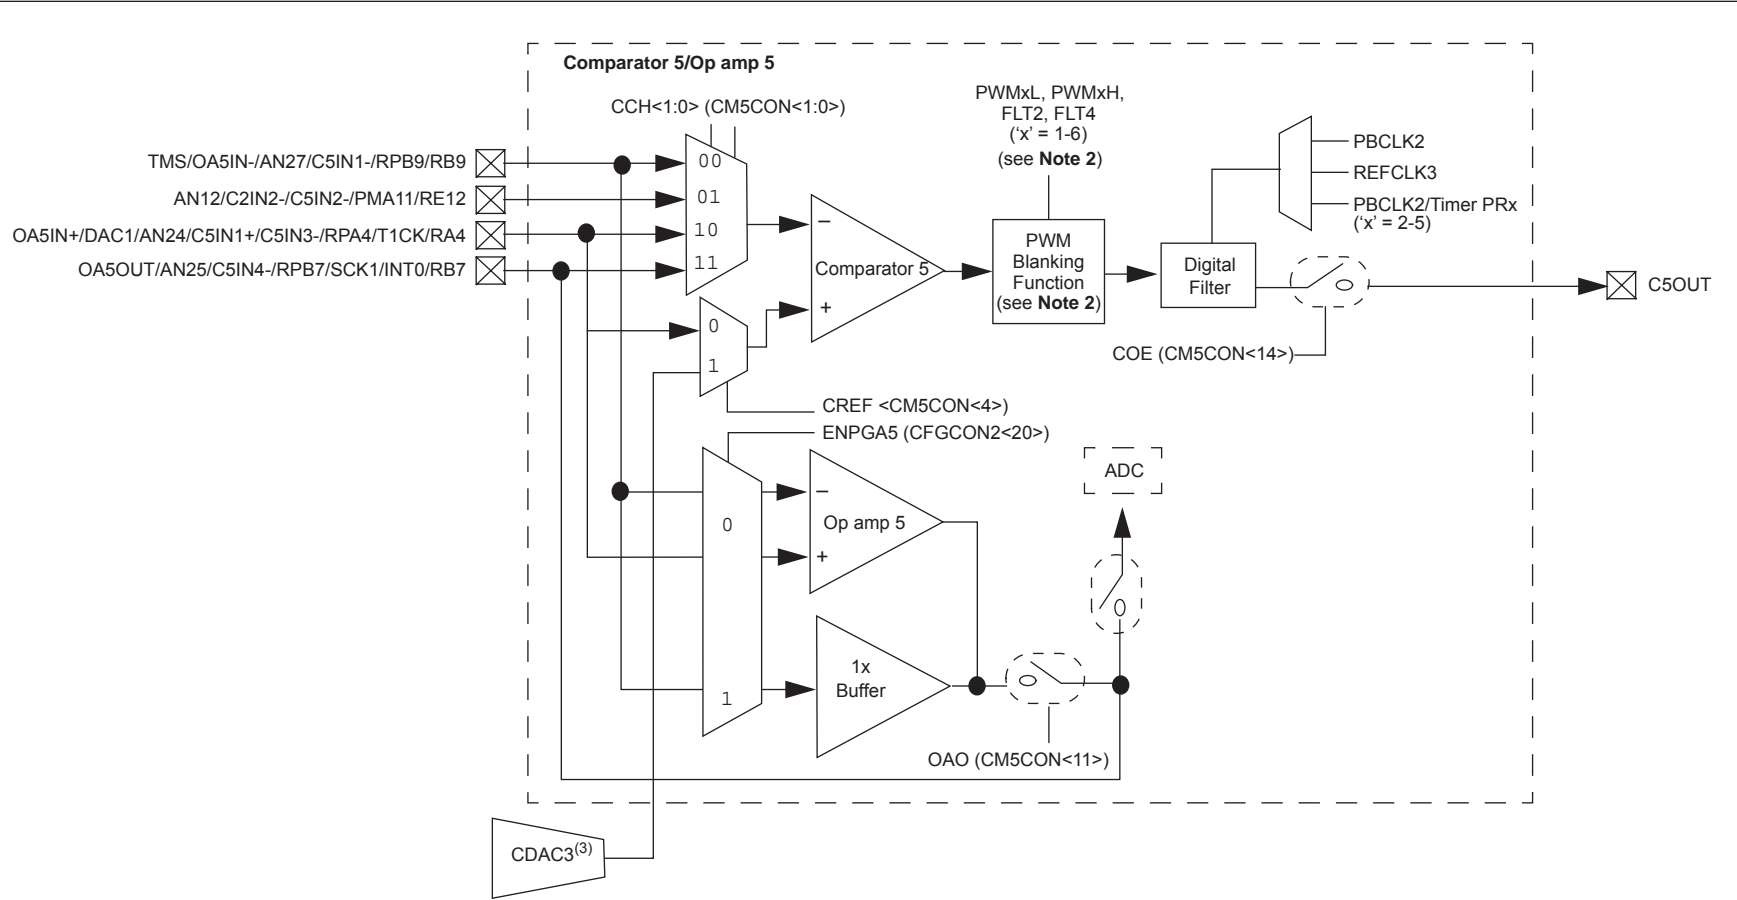 Comparator 5/Op amp 5
CCH<1:0> (CM5CON<1:0>)
TMS/OA5IN-/AN27/C5IN1-/RPB9/RB9
AN12/C2IN2-/C5IN2-/PMA11/RE12
OA5IN+/DAC1/AN24/C5IN1+/C5IN3-/RPA4/T1CK/RA4
OA5OUT/AN25/C5IN4-/RPB7/SCK1/INT0/RB7
00
01
10
11
0
1
–
Comparator 5
+
PWMxL, PWMxH,
FLT2, FLT4
(‘x’ = 1-6)
(see Note 2)
PWM
Blanking
Function
(see Note 2)
Digital
Filter
PBCLK2
REFCLK3
PBCLK2/Timer PRx
(‘x’ = 2-5)
C5OUT
COE (CM5CON<14>)
CREF <CM5CON<4>)
ENPGA5 (CFGCON2<20>)
0
1
–
Op amp 5
+
1x
Buffer
ADC
OAO (CM5CON<11>)
CDAC3(3)